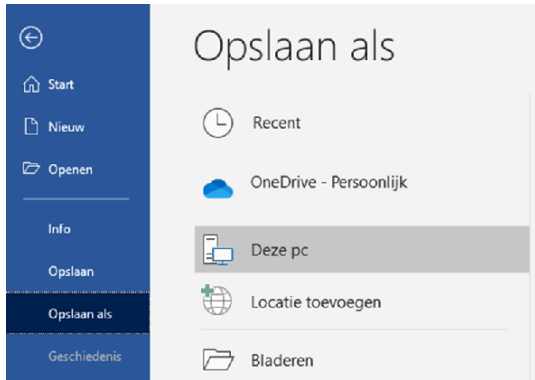 Opslaan als
Start
Nieuw
Openen
Info
Opslaan
Opslaan als
Geschiedenis
Recent
OneDrive - Persoonlijk
Deze pc
Locatie toevoegen
Bladeren